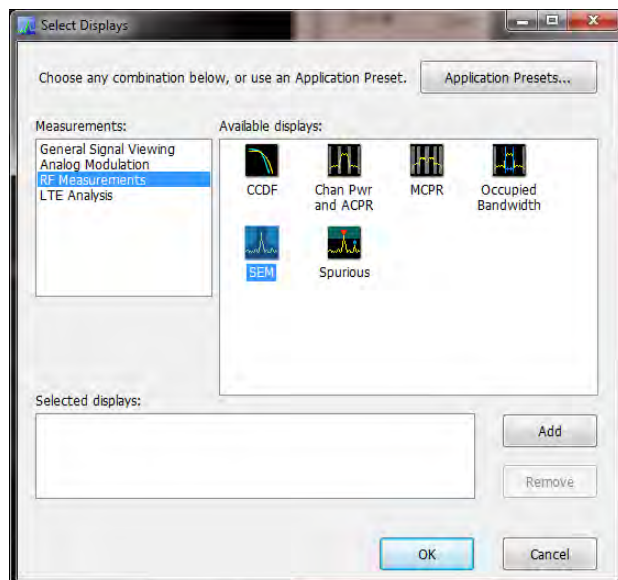 Select Displays
Choose any combination below, or use an Application Preset.
Application Presets...
Measurements:
General Signal Viewing
Analog Modulation
RF Measurements
LTE Analysis
Available displays:
CCDF
Chan Pwr
and ACPR
MCPR
Occupied
Bandwidth
SEM
Spurious
Selected displays:
Add
Remove
OK
Cancel